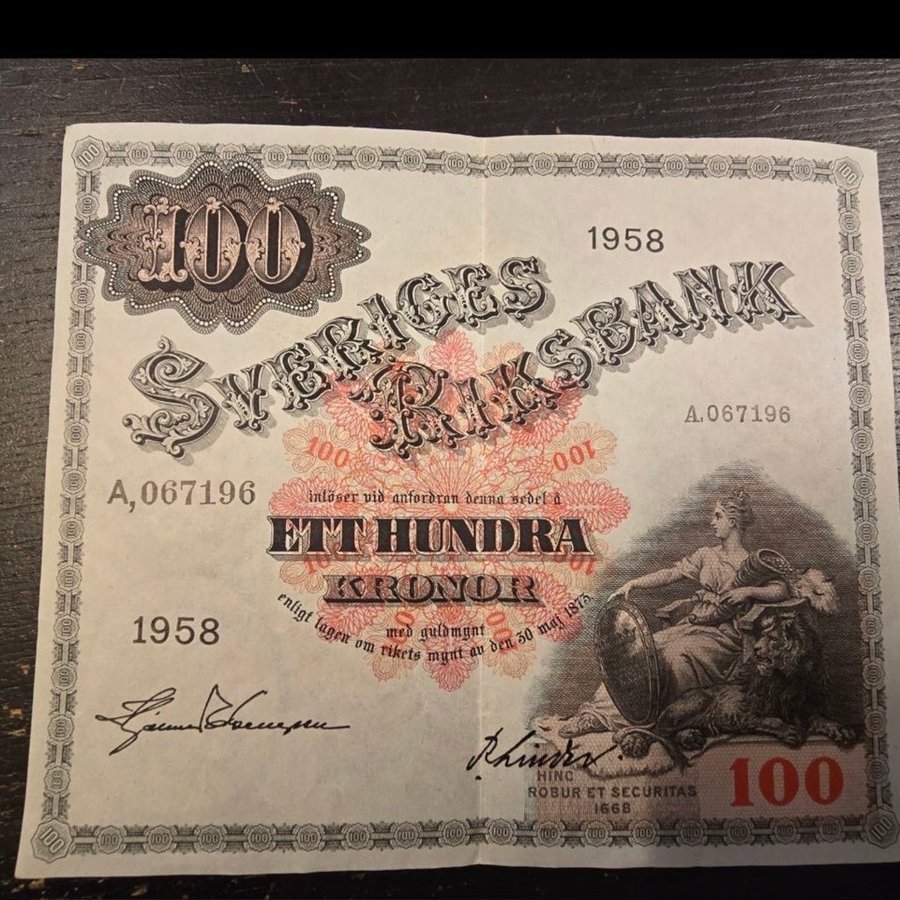 100
1958
SVERIGES
RIKSBANK
A.067196
100 100
A,067196
inlöser vid anfordran denna sedel å
ETT HUNDRA
KRONOR
med guldmynt
enligt lagen om rikets mynt av den 30 maj 1873
1958
HINC
ROBUR ET SECURITAS
1668
100